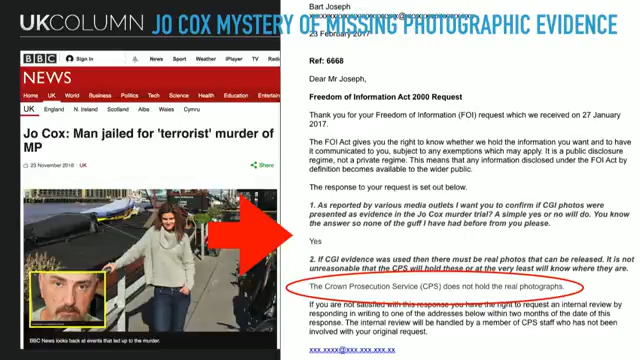 UKCOLUMN JO COX MYSTERY OF MISSING PHOTOGRAPHIC EVIDENCE
BBC Sign in News Sport Weather iPlayer TV Radio
NEWS
Home UK World Business Politics Tech Science Health Education Entertainment
UK England N. Ireland Scotland Alba Wales Cymru
Jo Cox: Man jailed for 'terrorist' murder of
MP
23 November 2016 UK
Share
BBC News looks back at events that led up to the murder.
Bart Joseph
23 February 2017
Ref: 6668
Dear Mr Joseph,
Freedom of Information Act 2000 Request
Thank you for your Freedom of Information (FOI) request which we received on 27 January
2017.
The FOI Act gives you the right to know whether we hold the information you want and to have
it communicated to you, subject to any exemptions which may apply. It is a public disclosure
regime, not a private regime. This means that any information disclosed under the FOI Act by
definition becomes available to the wider public.
The response to your request is set out below.
1. As reported by various media outlets I want you to confirm if CGI photos were
presented as evidence in the Jo Cox murder trial? A simple yes or no will do. You know
the answer so none of the guff I have had before from you please.
Yes
2. If CGI evidence was used then there must be real photos that can be released. It is not
unreasonable that the CPS will hold these or at the very least will know where they are.
The Crown Prosecution Service (CPS) does not hold the real photographs.
If you are not satisfied with this response you have the right to request an internal review by
responding in writing to one of the addresses below within two months of the date of this
response. The internal review will be handled by a member of CPS staff who has not been
involved with your original request.
xxx.xxxx@xxx.xxx.xxx.xx